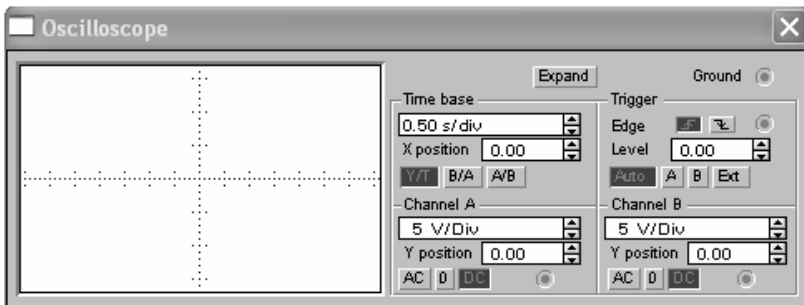 Oscilloscope
Expand Ground
Time base Trigger
0.50 s/div Edge
X position 0.00 Level 0.00
Y/T B/A A/B Auto A B Ext
Channel A Channel B
5 V/Div 5 V/Div
Y position 0.00 Y position 0.00
AC 0 DC AC 0 DC